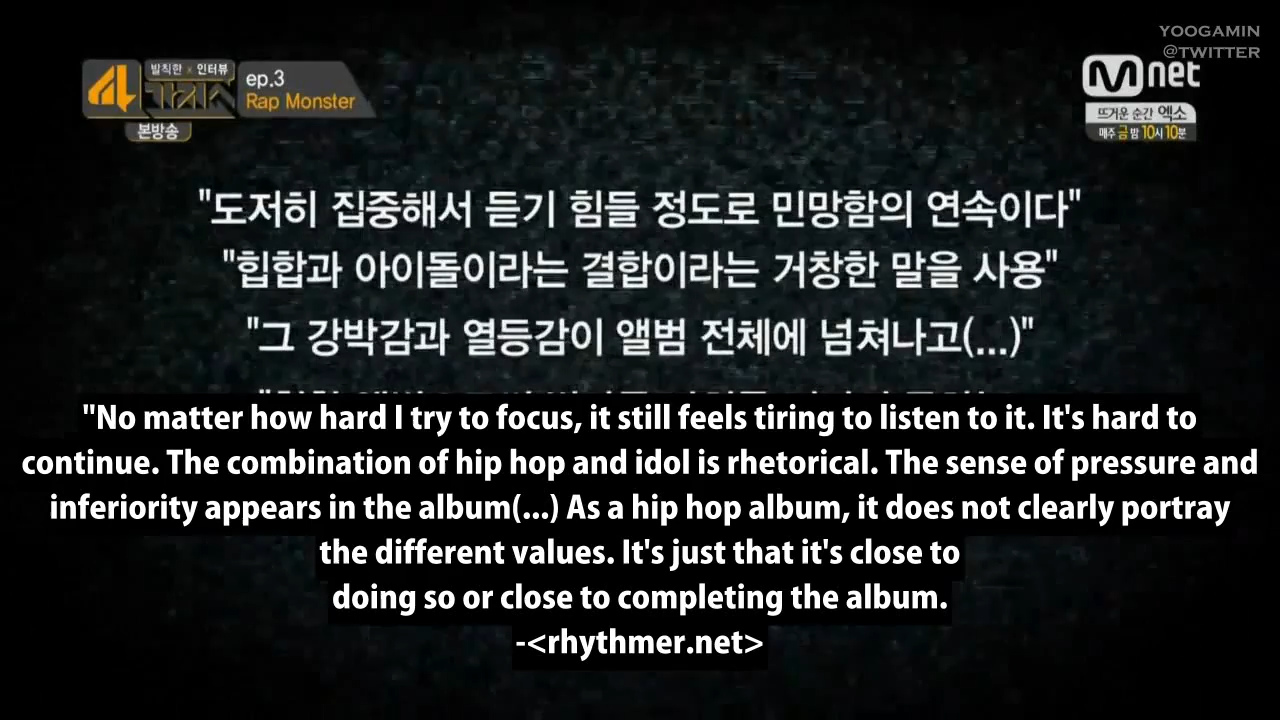 YOOGAMIN
@TWITTER
발칙한 x 인터뷰
4
ep.3
Rap Monster
본방송
Mnet
뜨거운 순간 엑소
매주 금 밤 10시 10분
"도저히 집중해서 듣기 힘들 정도로 민망함의 연속이다"
"힙합과 아이돌이라는 결합이라는 거창한 말을 사용"
"그 강박감과 열등감이 앨범 전체에 넘쳐나고(...)"
"No matter how hard I try to focus, it still feels tiring to listen to it. It's hard to
continue. The combination of hip hop and idol is rhetorical. The sense of pressure and
inferiority appears in the album(...) As a hip hop album, it does not clearly portray
the different values. It's just that it's close to
doing so or close to completing the album.
-<rhythmer.net>